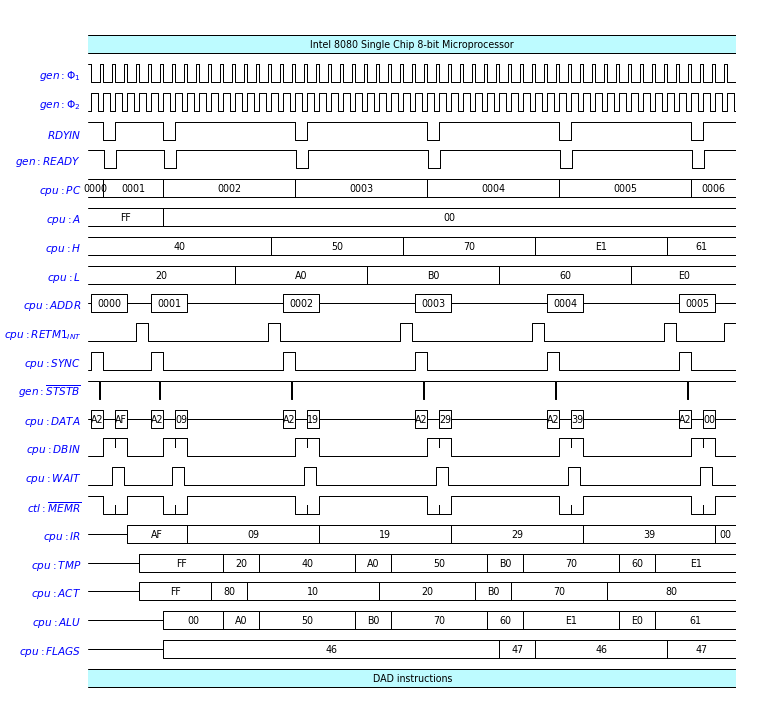 Intel 8080 Single Chip 8-bit Microprocessor
gen : Φ1
gen : Φ2
RDYIN
gen : READY
cpu : PC 0000 0001 0002 0003 0004 0005 0006
cpu : A FF 00
cpu : H 40 50 70 E1 61
cpu : L 20 A0 B0 60 E0
cpu : ADDR 0000 0001 0002 0003 0004 0005
cpu : RETM1INT
cpu : SYNC
gen : STSTB
cpu : DATA A2 AF A2 09 A2 19 A2 29 A2 39 A2 00
cpu : DBIN
cpu : WAIT
ctl : MEMR
cpu : IR AF 09 19 29 39 00
cpu : TMP FF 20 40 A0 50 B0 70 60 E1
cpu : ACT FF 80 10 20 B0 70 80
cpu : ALU 00 A0 50 B0 70 60 E1 E0 61
cpu : FLAGS 46 47 46 47
DAD instructions